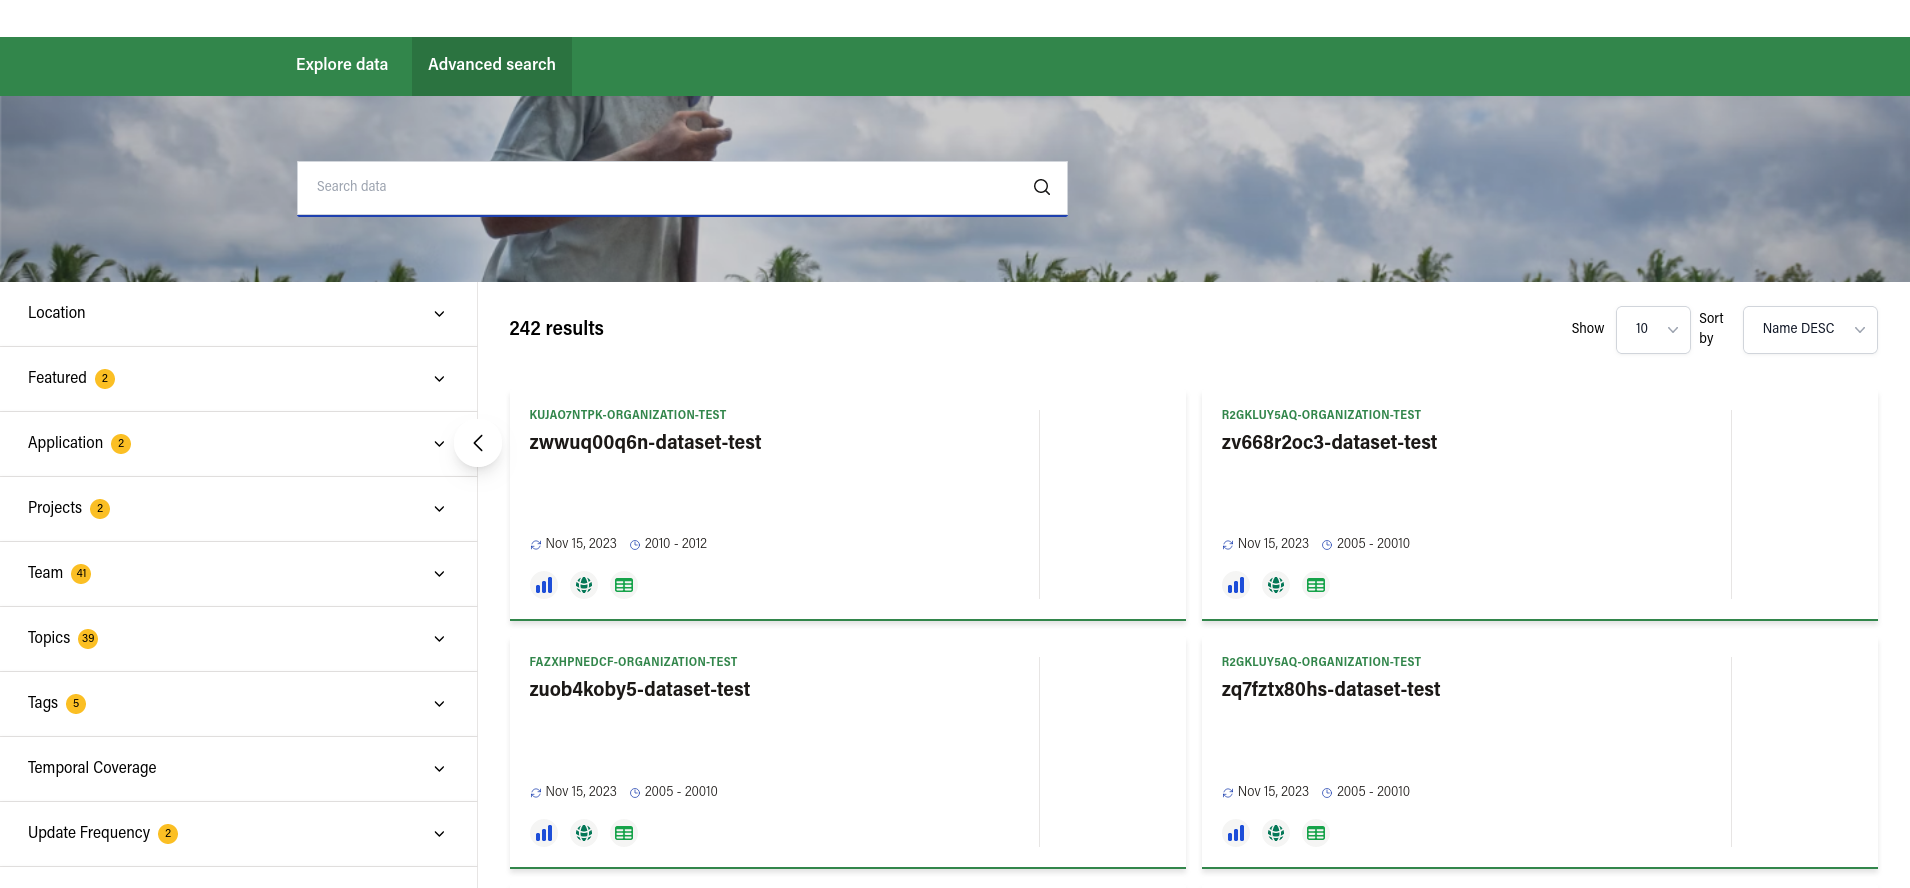 Explore data
Advanced search
Search data
Location
Featured 2
Application 2
Projects 2
Team 41
Topics 39
Tags 5
Temporal Coverage
Update Frequency 2
242 results
Show 10
Sort by Name DESC
KUJAO7NTPK-ORGANIZATION-TEST
zwwuq00q6n-dataset-test
Nov 15, 2023 2010 - 2012
R2GKLUY5AQ-ORGANIZATION-TEST
zv668r2oc3-dataset-test
Nov 15, 2023 2005 - 20010
FAZXHPNEDCF-ORGANIZATION-TEST
zuob4koby5-dataset-test
Nov 15, 2023 2005 - 20010
R2GKLUY5AQ-ORGANIZATION-TEST
zq7fztx80hs-dataset-test
Nov 15, 2023 2005 - 20010